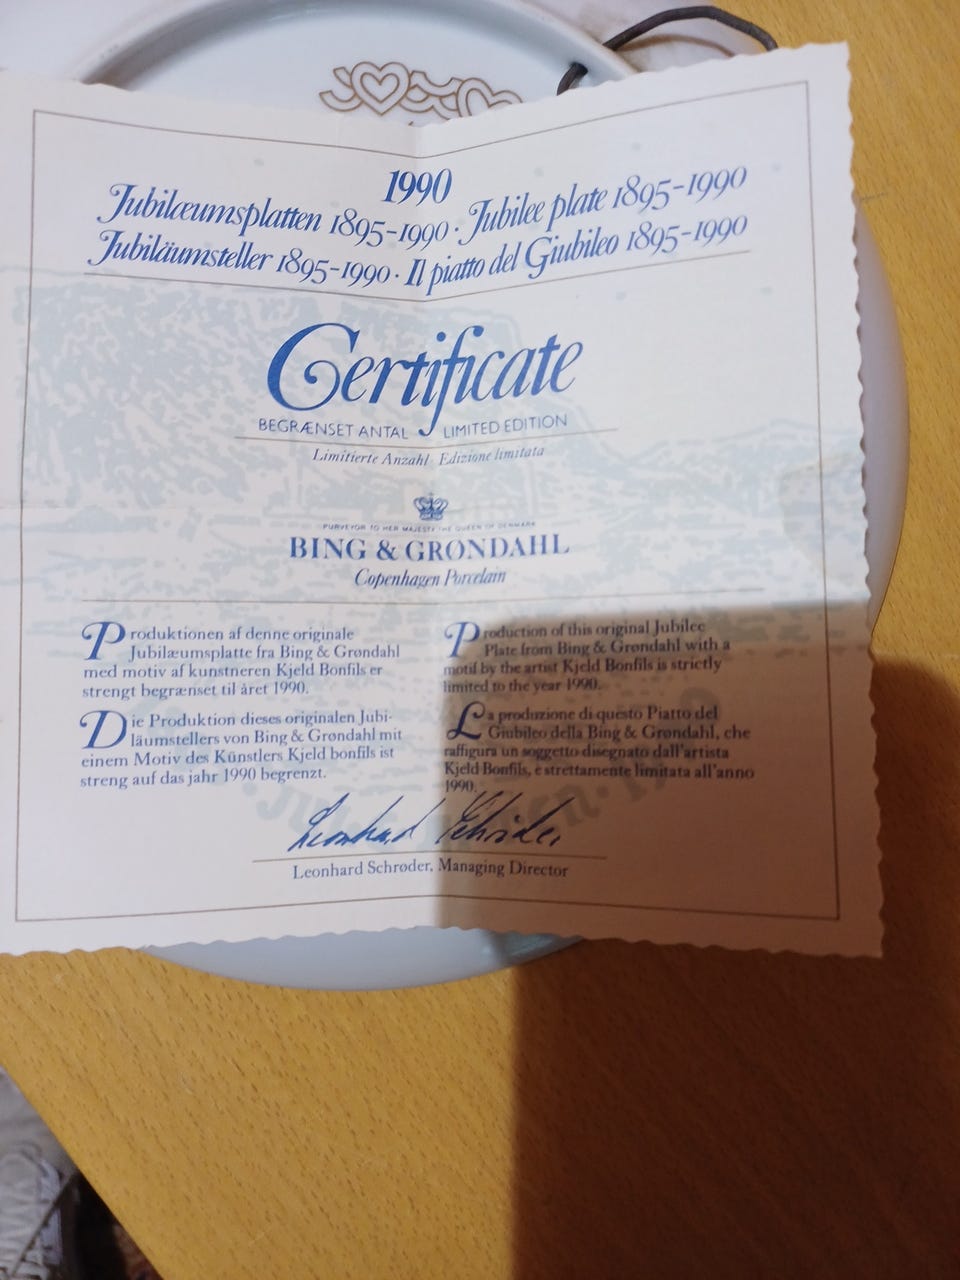 1990
Jubilæumsplatten 1895-1990 · Jubilee plate 1895-1990
Jubiläumsteller 1895-1990 · Il piatto del Giubileo 1895-1990
Certificate
BEGRÆNSET ANTAL LIMITED EDITION
Limitierte Anzahl Edizione limitata
PURVEYOR TO HER MAJESTY THE QUEEN OF DENMARK
BING & GRØNDAHL
Copenhagen Porcelain
Produktionen af denne originale
Jubilæumsplatte fra Bing & Grøndahl
med motiv af kunstneren Kjeld Bonfils er
strengt begrænset til året 1990.
Die Produktion dieses originalen Jubi-
läumstellers von Bing & Grøndahl mit
einem Motiv des Künstlers Kjeld bonfils ist
streng auf das jahr 1990 begrenzt.
Production of this original Jubilee
Plate from Bing & Grøndahl with a
motif by the artist Kjeld Bonfils is strictly
limited to the year 1990.
La produzione di questo Piatto del
Giubileo della Bing & Grøndahl, che
raffigura un soggetto disegnato dall'artista
Kjeld Bonfils, e strettamente limitata all'anno
1990.
Leonhard Schrøder
Leonhard Schrøder, Managing Director